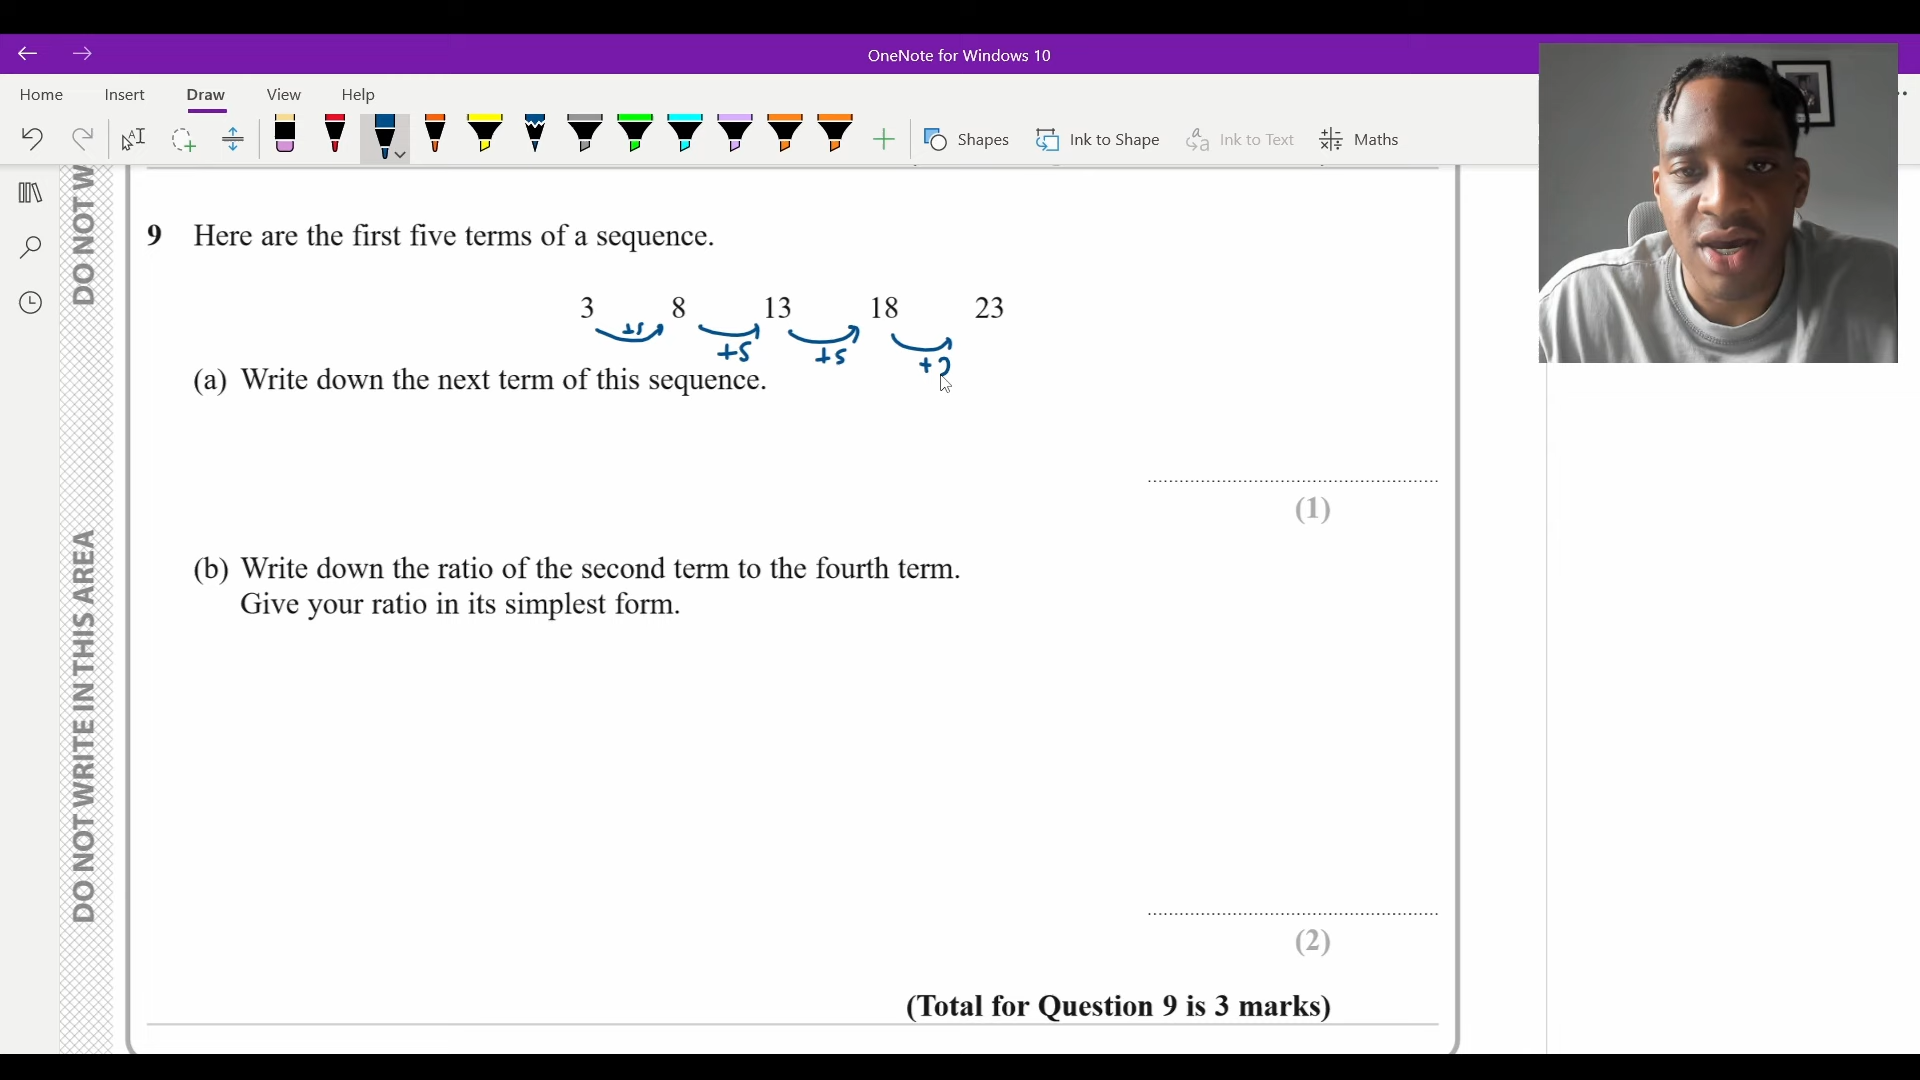 OneNote for Windows 10
Home Insert Draw View Help
Shapes Ink to Shape Ink to Text Maths
9 Here are the first five terms of a sequence.
3 8 13 18 23
+5 +5 +5 +
(a) Write down the next term of this sequence.
(1)
(b) Write down the ratio of the second term to the fourth term.
Give your ratio in its simplest form.
(2)
(Total for Question 9 is 3 marks)
DO NOT W
DO NOT WRITE IN THIS AREA